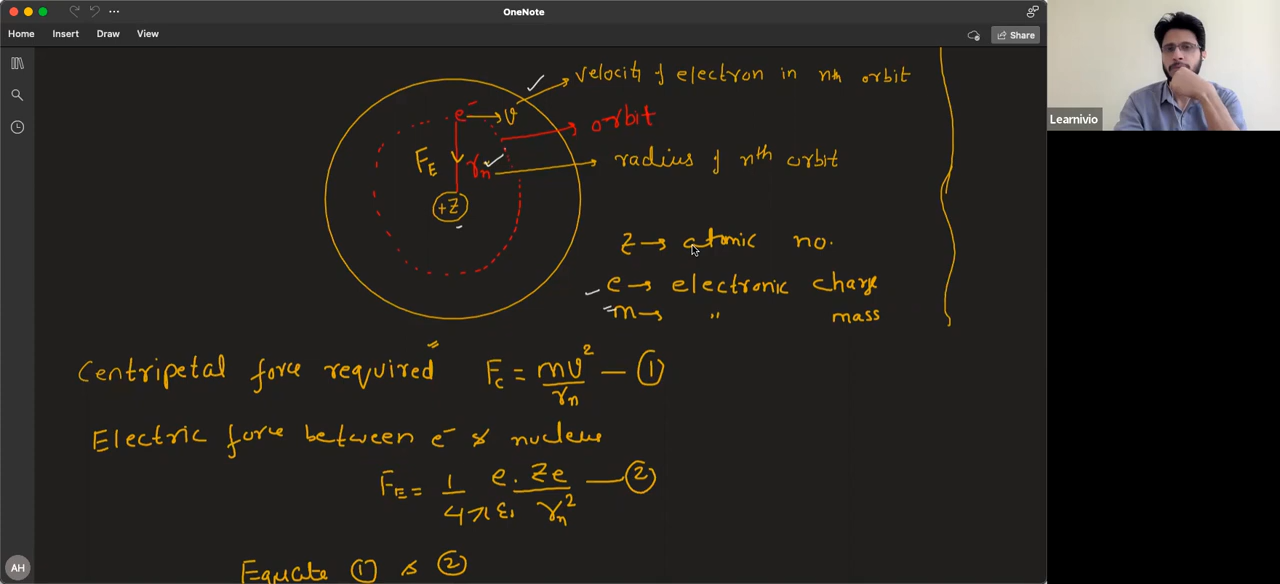 OneNote
Home Insert Draw View
Share
Learnivio
velocity of electron in nth orbit
e⁻ → v
orbit
F_E
r_n
radius of nth orbit
+Z
Z → atomic no.
e → electronic charge
m → " mass
Centripetal force required F_c = mv²/r_n — ①
Electric force between e⁻ & nucleus
F_E = 1/4πε₀ e.Ze/r_n² — ②
AH
Equate ① & ②